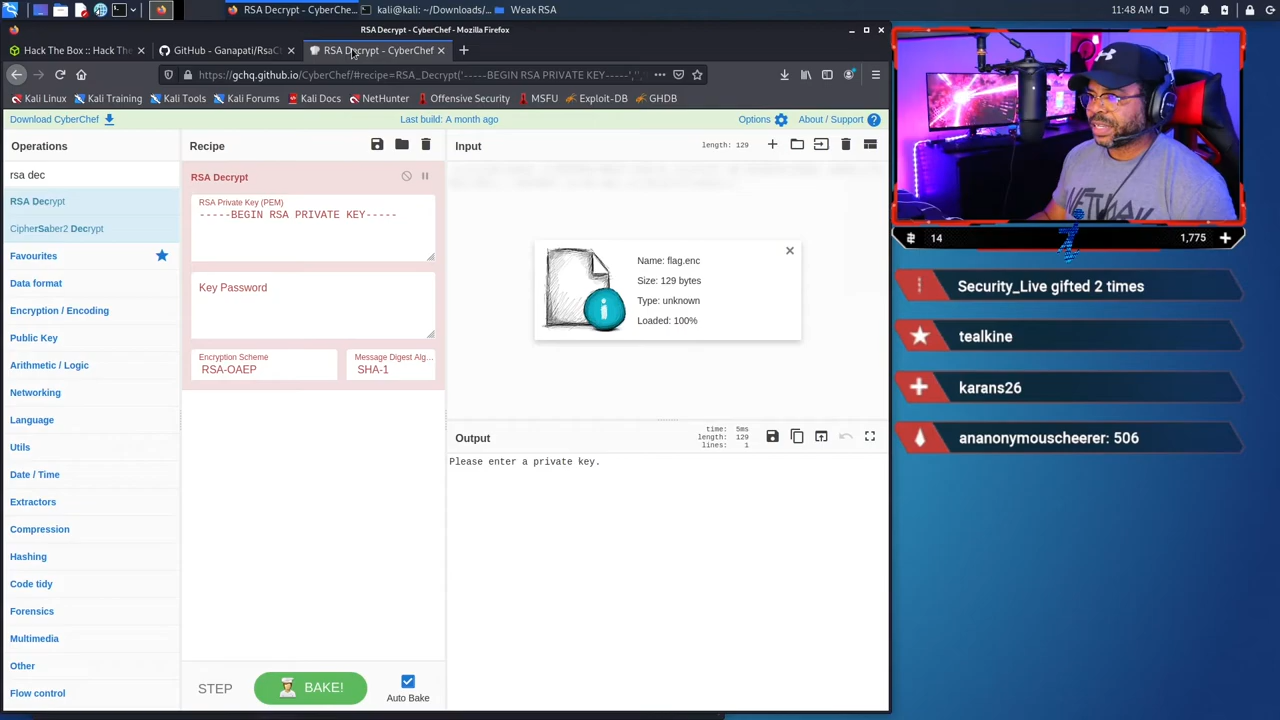 RSA Decrypt - CyberChe...
kali@kali: ~/Downloads/...
Weak RSA
11:48 AM
RSA Decrypt - CyberChef - Mozilla Firefox
Hack The Box :: Hack The
GitHub - Ganapati/RsaCt
RSA Decrypt - CyberChef
https://gchq.github.io/CyberChef/#recipe=RSA_Decrypt('-----BEGIN RSA PRIVATE KEY-----','
Kali Linux
Kali Training
Kali Tools
Kali Forums
Kali Docs
NetHunter
Offensive Security
MSFU
Exploit-DB
GHDB
Download CyberChef
Last build: A month ago
Options
About / Support
Operations
rsa dec
RSA Decrypt
CipherSaber2 Decrypt
Favourites
Data format
Encryption / Encoding
Public Key
Arithmetic / Logic
Networking
Language
Utils
Date / Time
Extractors
Compression
Hashing
Code tidy
Forensics
Multimedia
Other
Flow control
Recipe
RSA Decrypt
RSA Private Key (PEM)
-----BEGIN RSA PRIVATE KEY-----
Key Password
Encryption Scheme
RSA-OAEP
Message Digest Alg...
SHA-1
STEP
BAKE!
Auto Bake
Input
length: 129
Name: flag.enc
Size: 129 bytes
Type: unknown
Loaded: 100%
Output
time: 5ms
length: 129
lines: 1
Please enter a private key.
14
1,775
Security_Live gifted 2 times
tealkine
karans26
ananonymouscheerer: 506